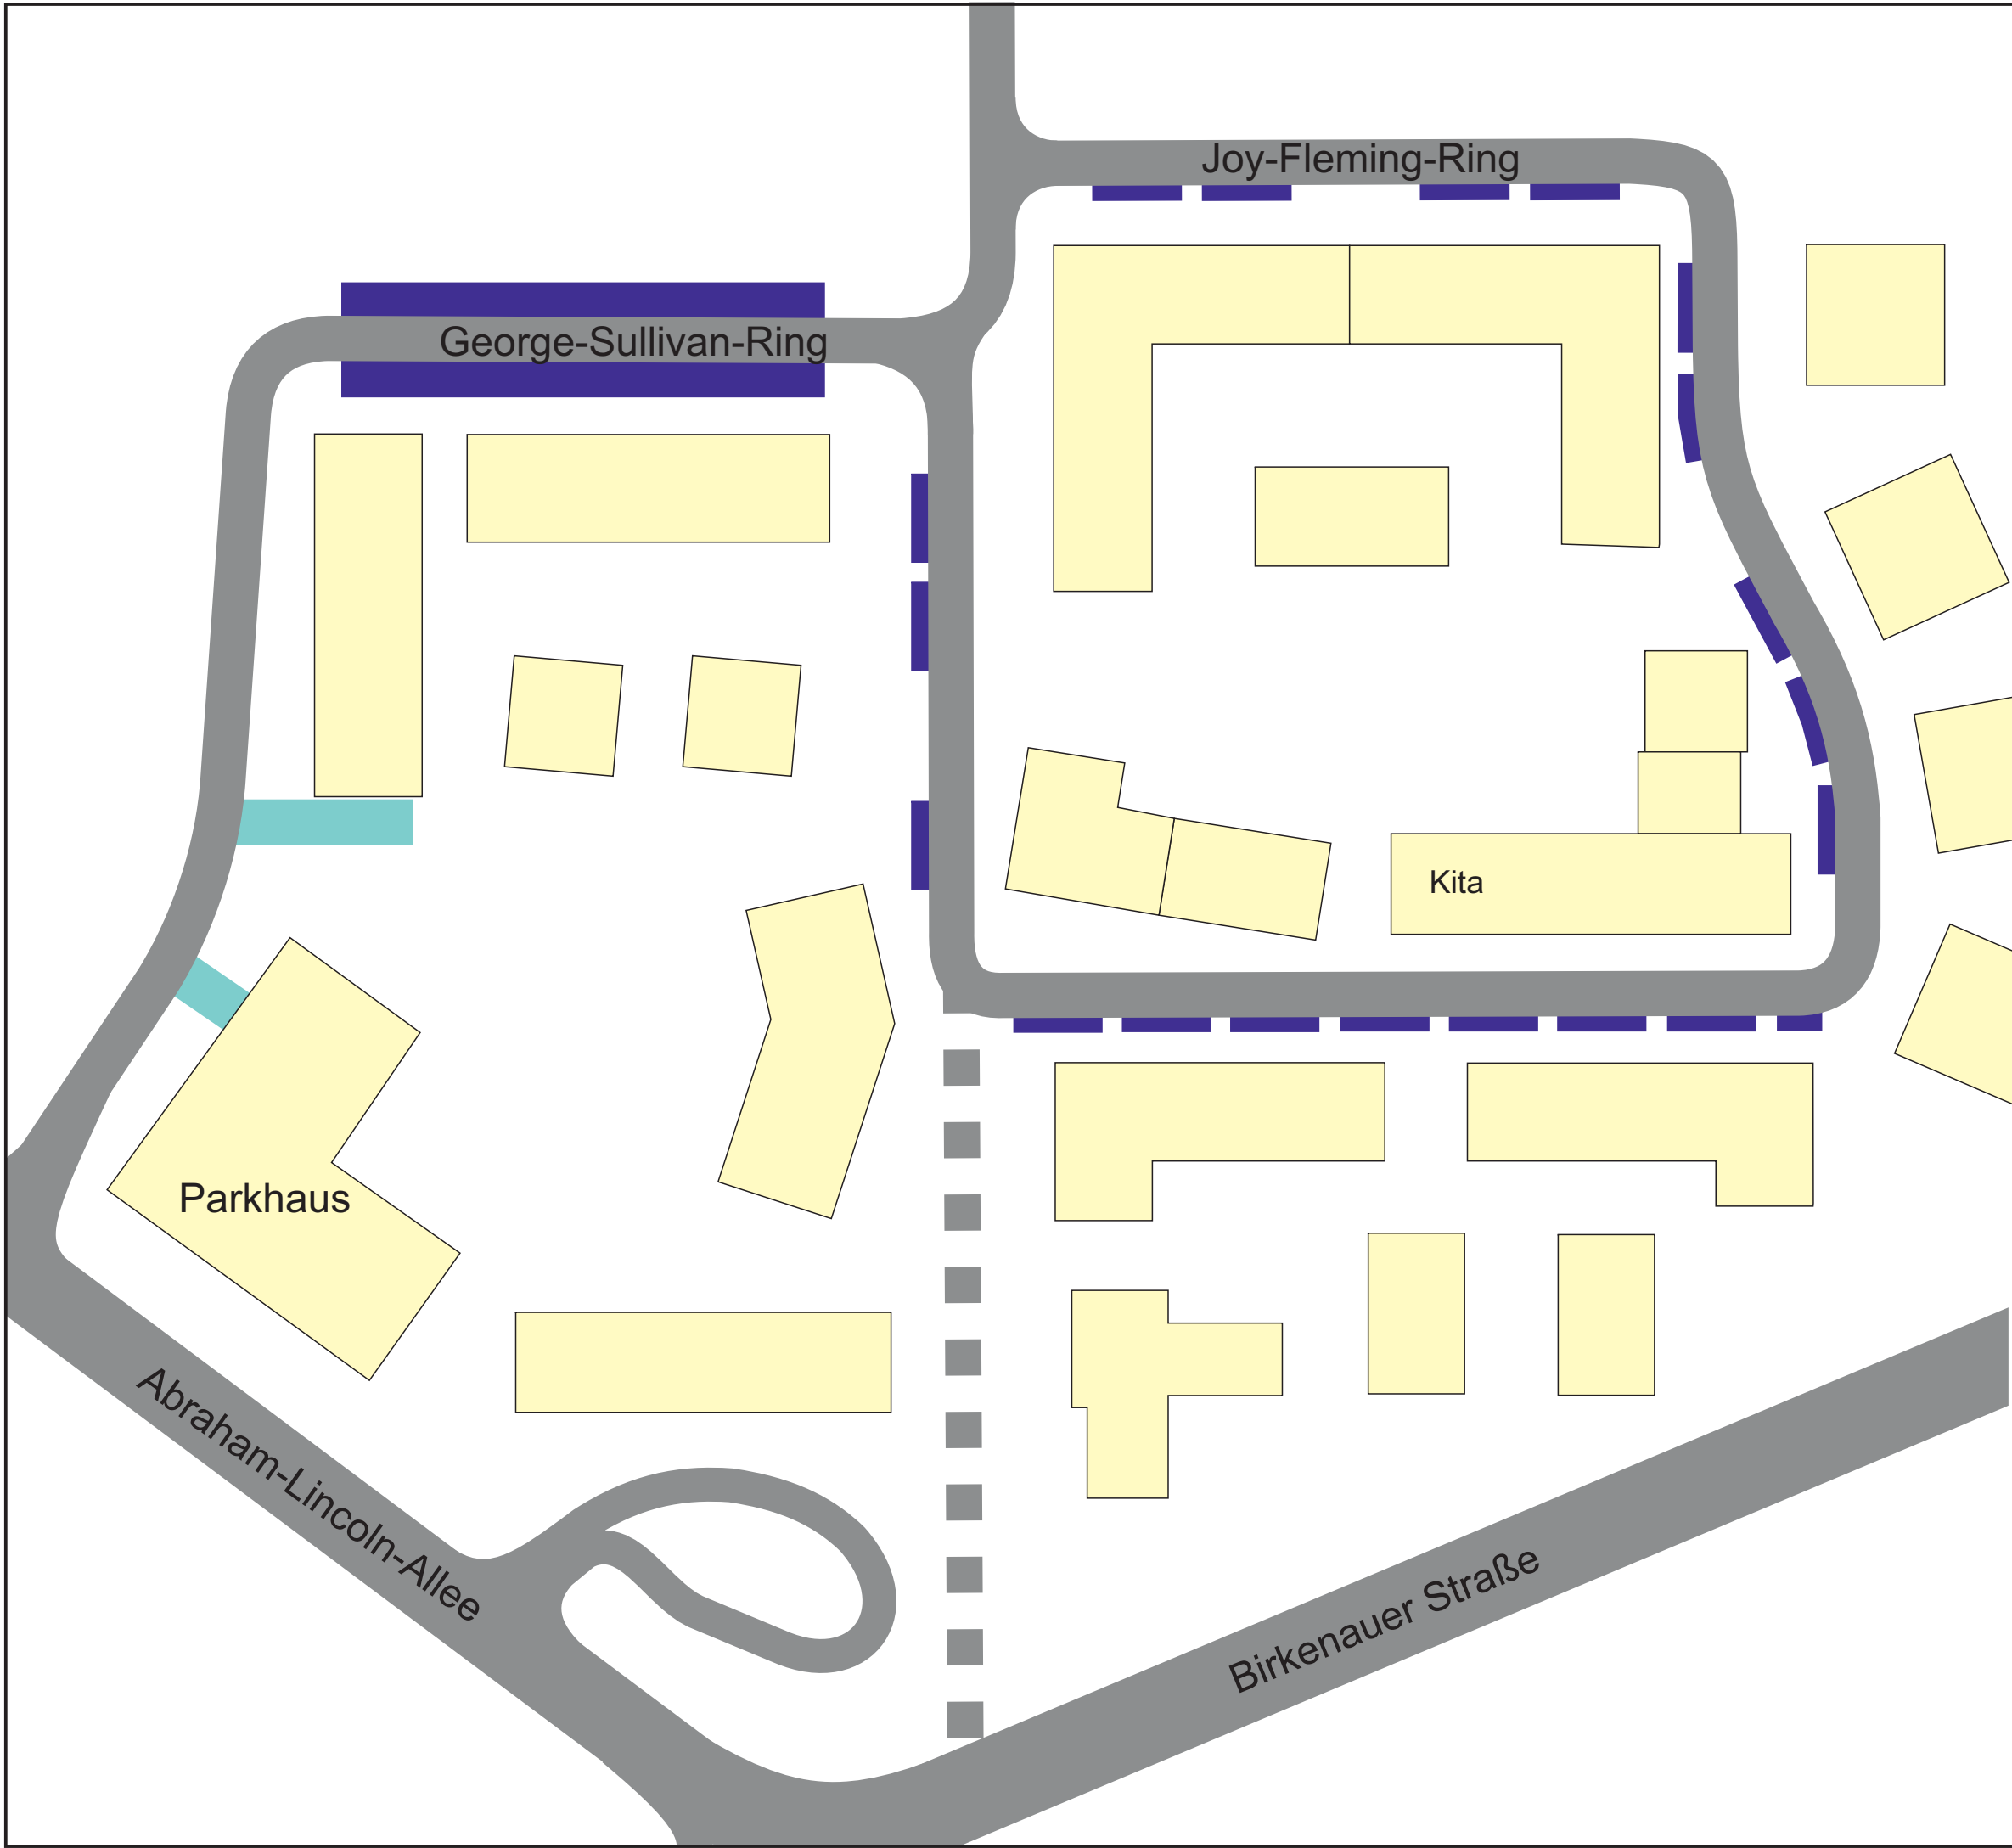 Joy-Fleming-Ring
George-Sullivan-Ring
Kita
Parkhaus
Abraham-Lincoln-Allee
Birkenauer Straße